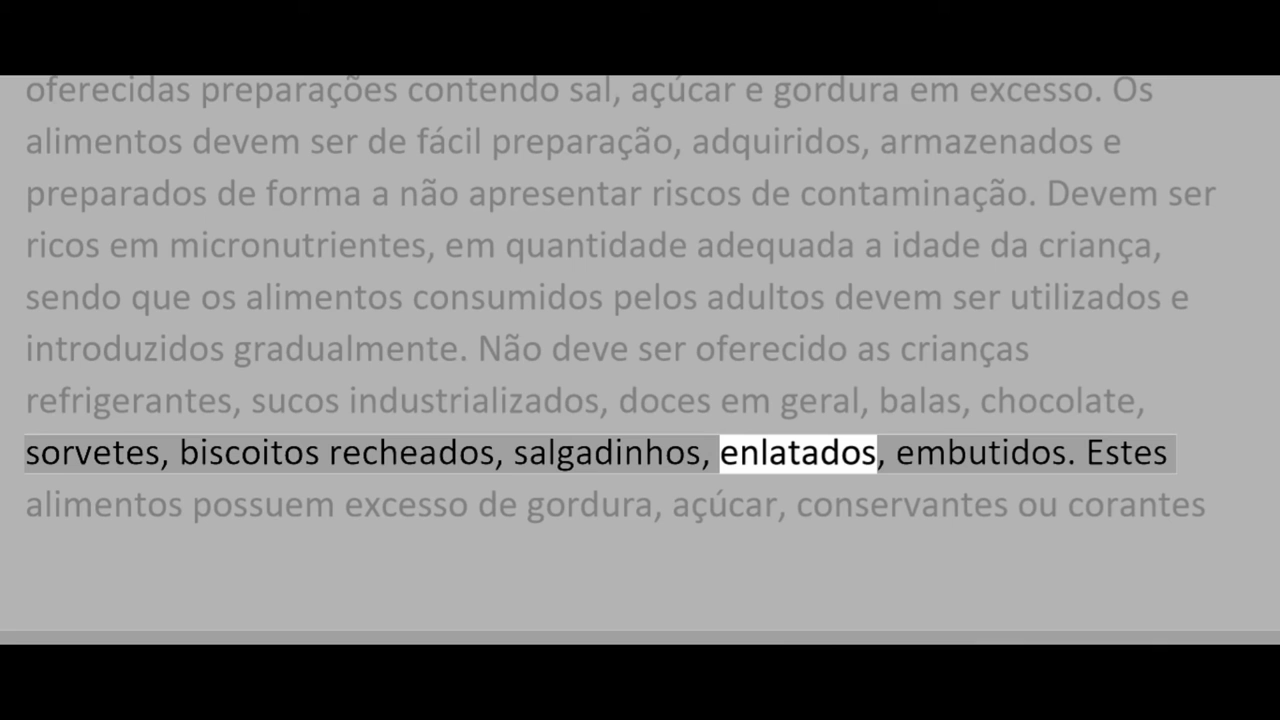 oferecidas preparações contendo sal, açúcar e gordura em excesso. Os
alimentos devem ser de fácil preparação, adquiridos, armazenados e
preparados de forma a não apresentar riscos de contaminação. Devem ser
ricos em micronutrientes, em quantidade adequada a idade da criança,
sendo que os alimentos consumidos pelos adultos devem ser utilizados e
introduzidos gradualmente. Não deve ser oferecido as crianças
refrigerantes, sucos industrializados, doces em geral, balas, chocolate,
sorvetes, biscoitos recheados, salgadinhos, enlatados, embutidos. Estes
alimentos possuem excesso de gordura, açúcar, conservantes ou corantes